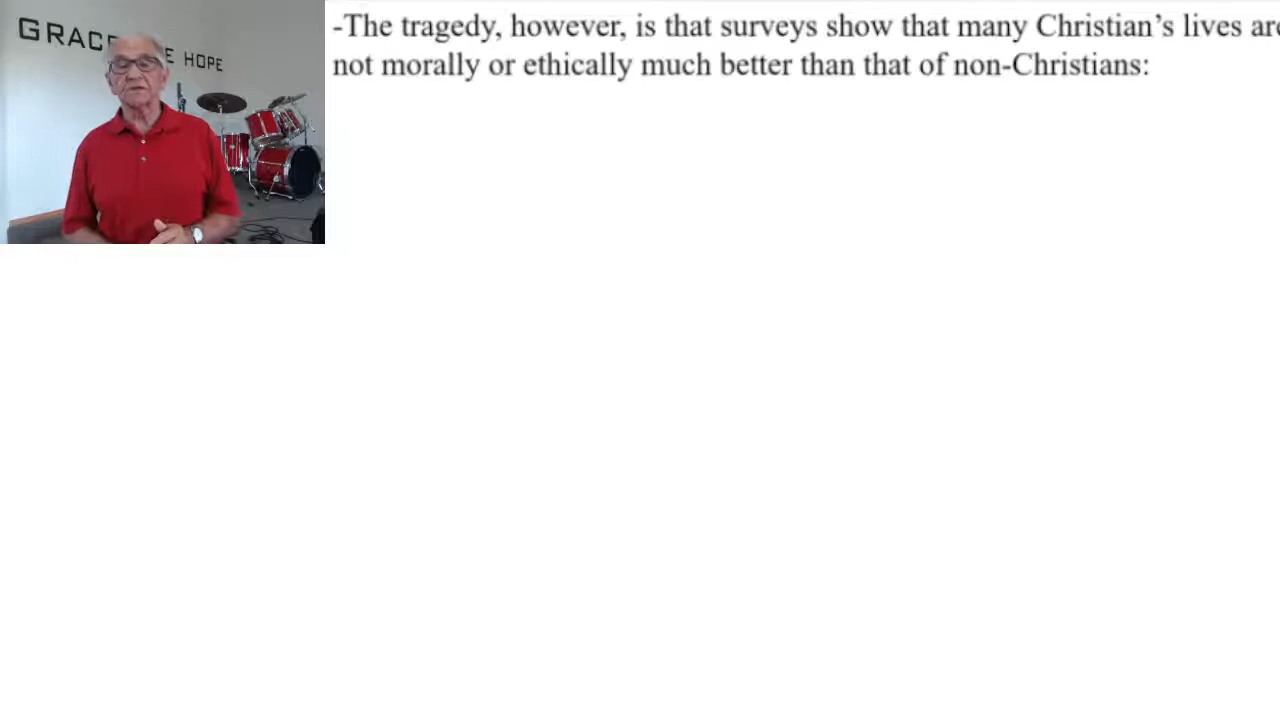 GRACE HOPE
-The tragedy, however, is that surveys show that many Christian's lives are
not morally or ethically much better than that of non-Christians: